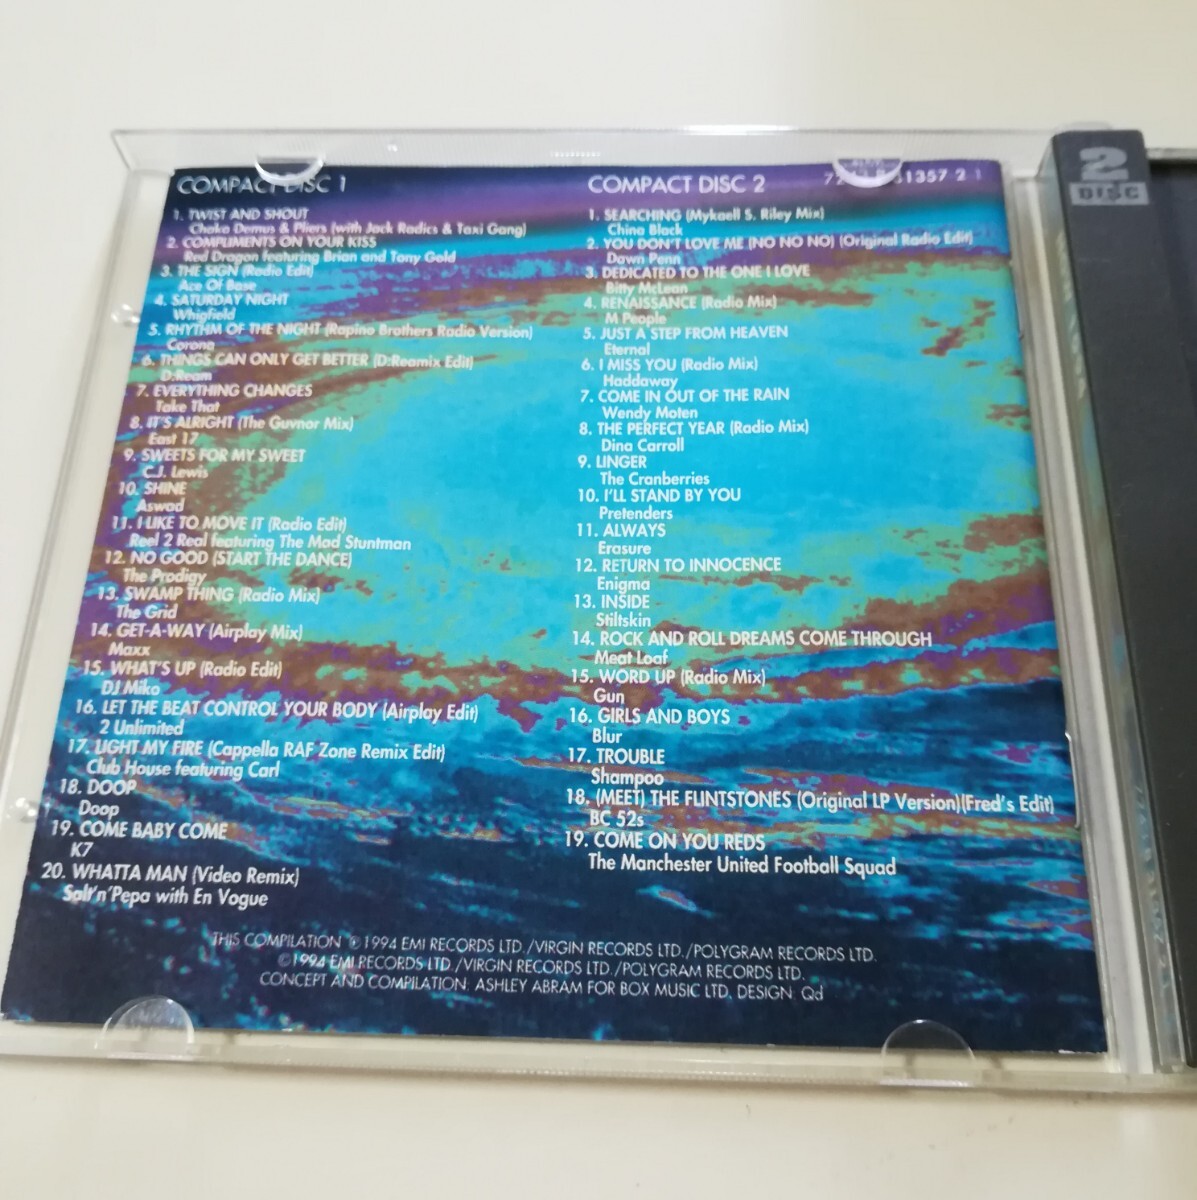 COMPACT DISC 1
1. TWIST AND SHOUT
Chaka Demus & Pliers (with Jack Radics & Taxi Gang)
2. COMPLIMENTS ON YOUR KISS
Red Dragon featuring Brian and Tony Gold
3. THE SIGN (Radio Edit)
Ace Of Base
4. SATURDAY NIGHT
Whigfield
5. RHYTHM OF THE NIGHT (Rapino Brothers Radio Version)
Corona
6. THINGS CAN ONLY GET BETTER (D:Reamix Edit)
D:Ream
7. EVERYTHING CHANGES
Take That
8. IT'S ALRIGHT (The Guvnor Mix)
East 17
9. SWEETS FOR MY SWEET
C.J. Lewis
10. SHINE
Aswad
11. I LIKE TO MOVE IT (Radio Edit)
Reel 2 Real featuring The Mad Stuntman
12. NO GOOD (START THE DANCE)
The Prodigy
13. SWAMP THING (Radio Mix)
The Grid
14. GET-A-WAY (Airplay Mix)
Maxx
15. WHAT'S UP (Radio Edit)
DJ Miko
16. LET THE BEAT CONTROL YOUR BODY (Airplay Edit)
2 Unlimited
17. LIGHT MY FIRE (Cappella RAF Zone Remix Edit)
Club House featuring Carl
18. DOOP
Doop
19. COME BABY COME
K7
20. WHATTA MAN (Video Remix)
Salt'n'Pepa with En Vogue
COMPACT DISC 2
1357 2 1
1. SEARCHING (Mykaell S. Riley Mix)
China Black
2. YOU DON'T LOVE ME (NO NO NO) (Original Radio Edit)
Dawn Penn
3. DEDICATED TO THE ONE I LOVE
Bitty McLean
4. RENAISSANCE (Radio Mix)
M People
5. JUST A STEP FROM HEAVEN
Eternal
6. I MISS YOU (Radio Mix)
Haddaway
7. COME IN OUT OF THE RAIN
Wendy Moten
8. THE PERFECT YEAR (Radio Mix)
Dina Carroll
9. LINGER
The Cranberries
10. I'LL STAND BY YOU
Pretenders
11. ALWAYS
Erasure
12. RETURN TO INNOCENCE
Enigma
13. INSIDE
Stiltskin
14. ROCK AND ROLL DREAMS COME THROUGH
Meat Loaf
15. WORD UP (Radio Mix)
Gun
16. GIRLS AND BOYS
Blur
17. TROUBLE
Shampoo
18. (MEET) THE FLINTSTONES (Original LP Version)(Fred's Edit)
BC 52s
19. COME ON YOU REDS
The Manchester United Football Squad
THIS COMPILATION ℗1994 EMI RECORDS LTD./VIRGIN RECORDS LTD./POLYGRAM RECORDS LTD.
©1994 EMI RECORDS LTD./VIRGIN RECORDS LTD./POLYGRAM RECORDS LTD.
CONCEPT AND COMPILATION: ASHLEY ABRAM FOR BOX MUSIC LTD, DESIGN: Qd
2
DISC